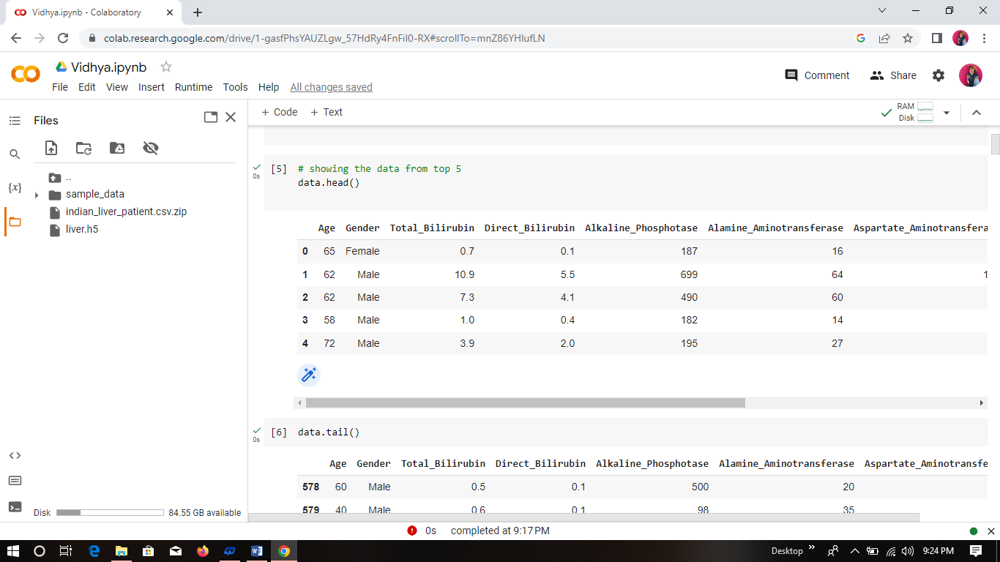 Vidhya.ipynb - Colaboratory
colab.research.google.com/drive/1-gasfPhsYAUZLgw_57HdRy4FnFiI0-RX#scrollTo=mnZ86YHIufLN
Vidhya.ipynb
Comment Share
File Edit View Insert Runtime Tools Help All changes saved
Files
+ Code + Text
RAM
Disk
..
sample_data
indian_liver_patient.csv.zip
liver.h5
{x}
[5] # showing the data from top 5
0s
data.head()
Age Gender Total_Bilirubin Direct_Bilirubin Alkaline_Phosphotase Alamine_Aminotransferase Aspartate_Aminotransfera
0 65 Female 0.7 0.1 187 16
1 62 Male 10.9 5.5 699 64 1
2 62 Male 7.3 4.1 490 60
3 58 Male 1.0 0.4 182 14
4 72 Male 3.9 2.0 195 27
[6] data.tail()
0s
Age Gender Total_Bilirubin Direct_Bilirubin Alkaline_Phosphotase Alamine_Aminotransferase Aspartate_Aminotransfe
578 60 Male 0.5 0.1 500 20
579 40 Male 0.6 0.1 98 35
Disk 84.55 GB available
0s completed at 9:17 PM
Desktop 9:24 PM